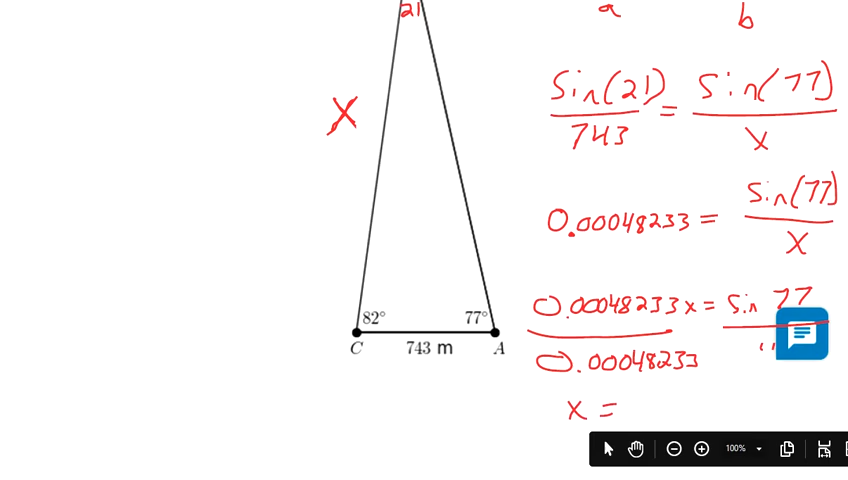 21
a
b
X
Sin(21) = Sin(77)
743 X
0.00048233 = Sin(77)
X
82° 77°
0.00048233x = Sin 77
0.00048233 "
C 743 m A
x =
100%